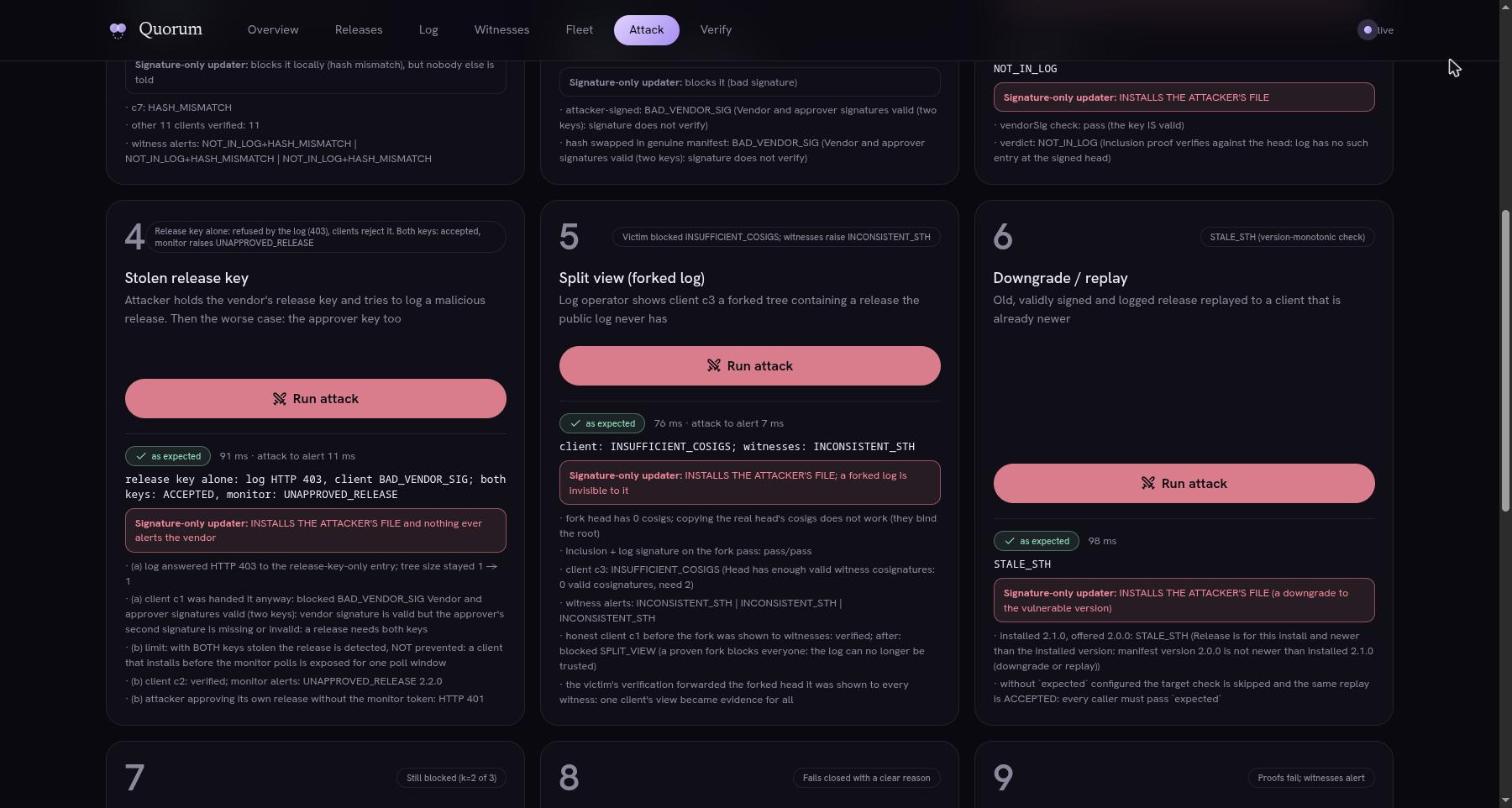 Quorum
Overview
Releases
Log
Witnesses
Fleet
Attack
Verify
live
Signature-only updater: blocks it locally (hash mismatch), but nobody else is
told
· c7: HASH_MISMATCH
· other 11 clients verified: 11
· witness alerts: NOT_IN_LOG+HASH_MISMATCH |
NOT_IN_LOG+HASH_MISMATCH | NOT_IN_LOG+HASH_MISMATCH
Signature-only updater: blocks it (bad signature)
· attacker-signed: BAD_VENDOR_SIG (Vendor and approver signatures valid (two
keys): signature does not verify)
· hash swapped in genuine manifest: BAD_VENDOR_SIG (Vendor and approver
signatures valid (two keys): signature does not verify)
NOT_IN_LOG
Signature-only updater: INSTALLS THE ATTACKER'S FILE
· vendorSig check: pass (the key IS valid)
· verdict: NOT_IN_LOG (Inclusion proof verifies against the head: log has no such
entry at the signed head)
4
Release key alone: refused by the log (403), clients reject it. Both keys: accepted,
monitor raises UNAPPROVED_RELEASE
Stolen release key
Attacker holds the vendor's release key and tries to log a malicious
release. Then the worse case: the approver key too
Run attack
as expected
91 ms · attack to alert 11 ms
release key alone: log HTTP 403, client BAD_VENDOR_SIG; both
keys: ACCEPTED, monitor: UNAPPROVED_RELEASE
Signature-only updater: INSTALLS THE ATTACKER'S FILE and nothing ever
alerts the vendor
· (a) log answered HTTP 403 to the release-key-only entry; tree size stayed 1 →
1
· (a) client c1 was handed it anyway: blocked BAD_VENDOR_SIG Vendor and
approver signatures valid (two keys): vendor signature is valid but the approver's
second signature is missing or invalid: a release needs both keys
· (b) limit: with BOTH keys stolen the release is detected, NOT prevented: a client
that installs before the monitor polls is exposed for one poll window
· (b) client c2: verified; monitor alerts: UNAPPROVED_RELEASE 2.2.0
· (b) attacker approving its own release without the monitor token: HTTP 401
5
Victim blocked INSUFFICIENT_COSIGS; witnesses raise INCONSISTENT_STH
Split view (forked log)
Log operator shows client c3 a forked tree containing a release the
public log never has
Run attack
as expected
76 ms · attack to alert 7 ms
client: INSUFFICIENT_COSIGS; witnesses: INCONSISTENT_STH
Signature-only updater: INSTALLS THE ATTACKER'S FILE; a forked log is
invisible to it
· fork head has 0 cosigs; copying the real head's cosigs does not work (they bind
the root)
· inclusion + log signature on the fork pass: pass/pass
· client c3: INSUFFICIENT_COSIGS (Head has enough valid witness cosignatures:
0 valid cosignatures, need 2)
· witness alerts: INCONSISTENT_STH | INCONSISTENT_STH |
INCONSISTENT_STH
· honest client c1 before the fork was shown to witnesses: verified; after:
blocked SPLIT_VIEW (a proven fork blocks everyone: the log can no longer be
trusted)
· the victim's verification forwarded the forked head it was shown to every
witness: one client's view became evidence for all
6
STALE_STH (version-monotonic check)
Downgrade / replay
Old, validly signed and logged release replayed to a client that is
already newer
Run attack
as expected
98 ms
STALE_STH
Signature-only updater: INSTALLS THE ATTACKER'S FILE (a downgrade to
the vulnerable version)
· installed 2.1.0, offered 2.0.0: STALE_STH (Release is for this install and newer
than the installed version: manifest version 2.0.0 is not newer than installed 2.1.0
(downgrade or replay))
· without `expected` configured the target check is skipped and the same replay
is ACCEPTED: every caller must pass `expected`
7
Still blocked (k=2 of 3)
8
Fails closed with a clear reason
9
Proofs fail; witnesses alert